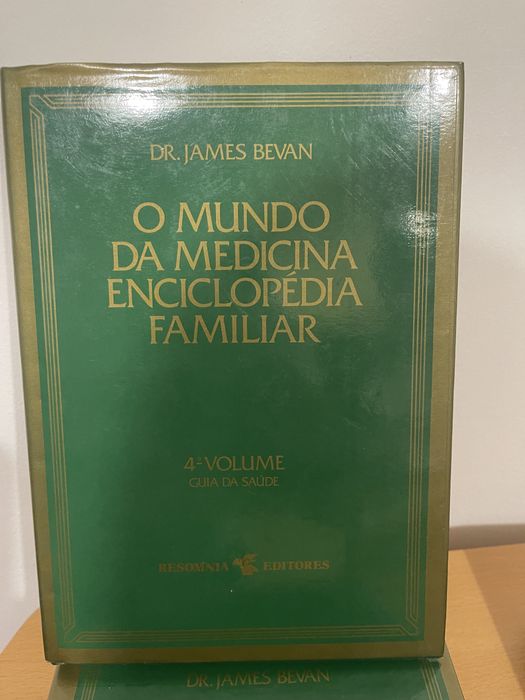 DR. JAMES BEVAN
O MUNDO
DA MEDICINA
ENCICLOPÉDIA
FAMILIAR
4º VOLUME
GUIA DA SAÚDE
RESOMNIA EDITORES
DR. JAMES BEVAN